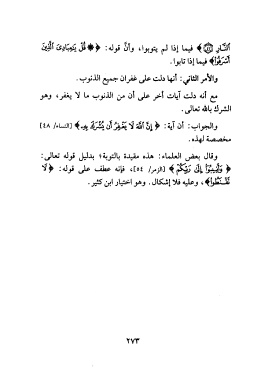 ٱلنَّارِ﴾ فيما إذا لم يتوبوا، وأنَّ قوله: ﴿۞ قُلْ يَٰعِبَادِىَ ٱلَّذِينَ
أَسْرَفُوا۟﴾ فيما إذا تابوا.
والأمر الثاني: أنها دلت على غفران جميع الذنوب.
مع أنه دلت آيات أخر على أن من الذنوب ما لا يغفر، وهو
الشرك بالله تعالى.
والجواب: أن آية: ﴿إِنَّ ٱللَّهَ لَا يَغْفِرُ أَن يُشْرَكَ بِهِۦ﴾ [النساء/ ٤٨]
مخصصة لهذه.
وقال بعض العلماء: هذه مقيدة بالتوبة؛ بدليل قوله تعالى:
﴿وَأَنِيبُوٓا۟ إِلَىٰ رَبِّكُمْ﴾ [الزمر/ ٥٤]، فإنه عطف على قوله: ﴿لَا
تَقْنَطُوا۟﴾، وعليه فلا إشكال. وهو اختيار ابن كثير.
٢٧٣